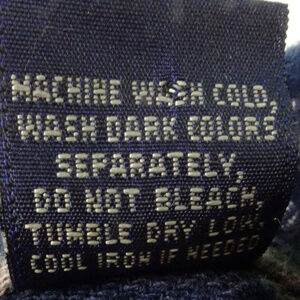 MACHINE WASH COLD,
WASH DARK COLORS
SEPARATELY,
DO NOT BLEACH,
TUMBLE DRY LOW,
COOL IRON IF NEEDED